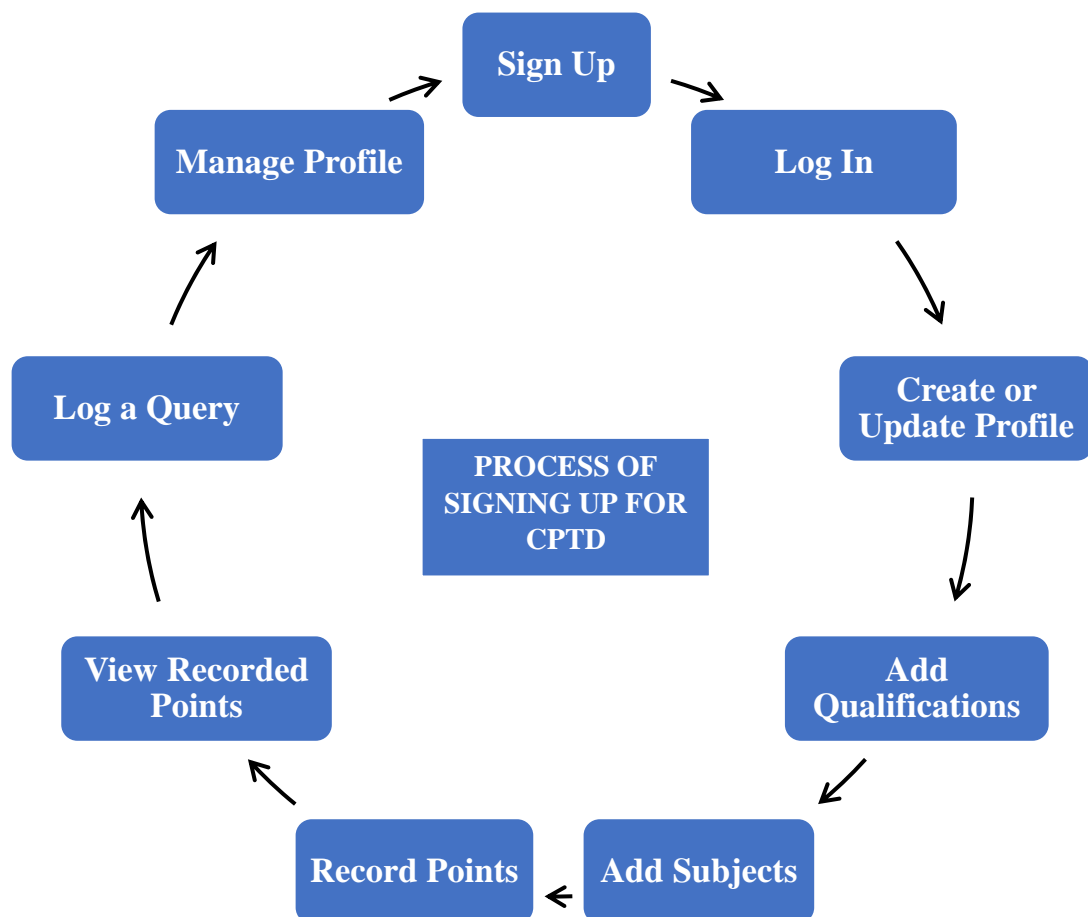 Sign Up
Log In
Create or
Update Profile
Add
Qualifications
Add Subjects
Record Points
View Recorded
Points
Log a Query
Manage Profile
PROCESS OF
SIGNING UP FOR
CPTD